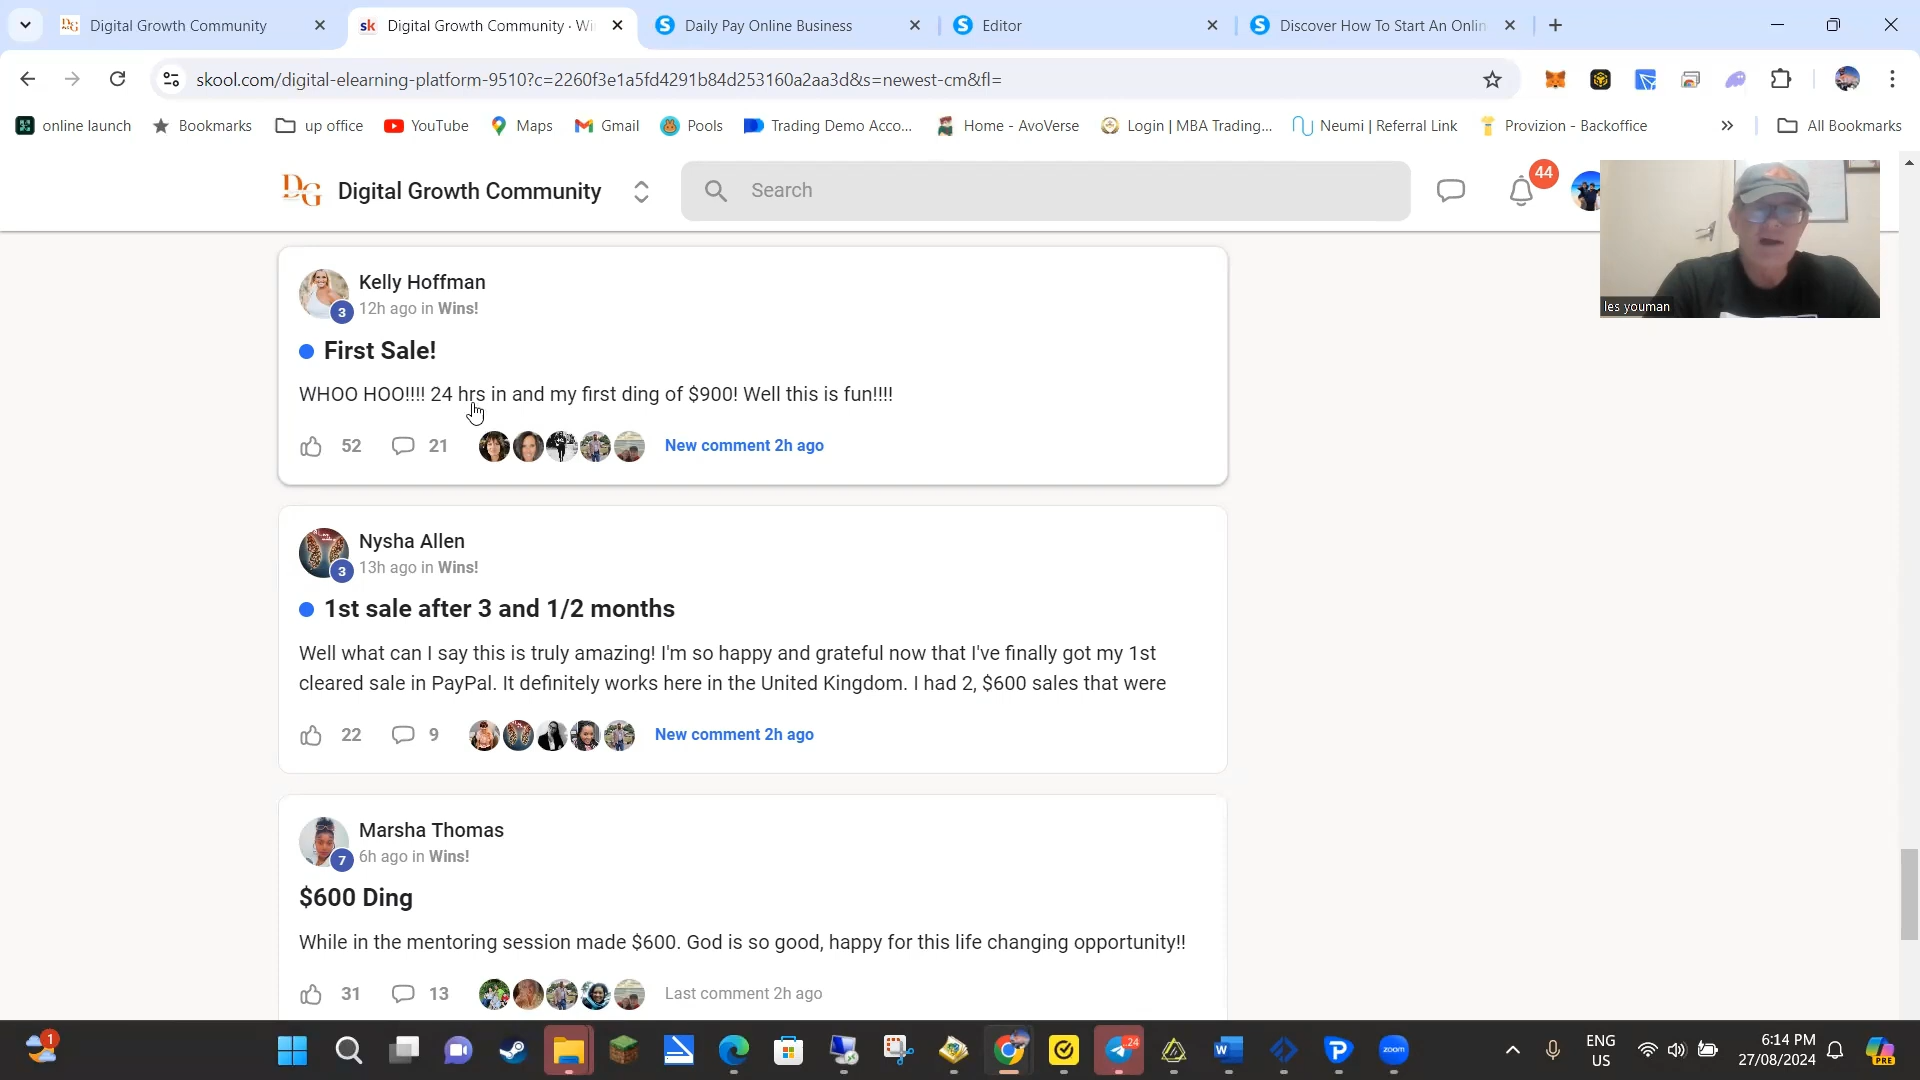 Digital Growth Community
sk Digital Growth Community · Wi
Daily Pay Online Business
Editor
Discover How To Start An Onlin
skool.com/digital-elearning-platform-9510?c=2260f3e1a5fd4291b84d253160a2aa3d&s=newest-cm&fl=
online launch
Bookmarks
up office
YouTube
Maps
Gmail
Pools
Trading Demo Acco...
Home - AvoVerse
Login | MBA Trading...
Neumi | Referral Link
Provizion - Backoffice
All Bookmarks
DG Digital Growth Community
Search
44
les youman
Kelly Hoffman
3
12h ago in Wins!
First Sale!
WHOO HOO!!!! 24 hrs in and my first ding of $900! Well this is fun!!!!
52 21 New comment 2h ago
Nysha Allen
3
13h ago in Wins!
1st sale after 3 and 1/2 months
Well what can I say this is truly amazing! I'm so happy and grateful now that I've finally got my 1st
cleared sale in PayPal. It definitely works here in the United Kingdom. I had 2, $600 sales that were
22 9 New comment 2h ago
Marsha Thomas
7
6h ago in Wins!
$600 Ding
While in the mentoring session made $600. God is so good, happy for this life changing opportunity!!
31 13 Last comment 2h ago
1
24
zoom
ENG
US
6:14 PM
27/08/2024
PRE